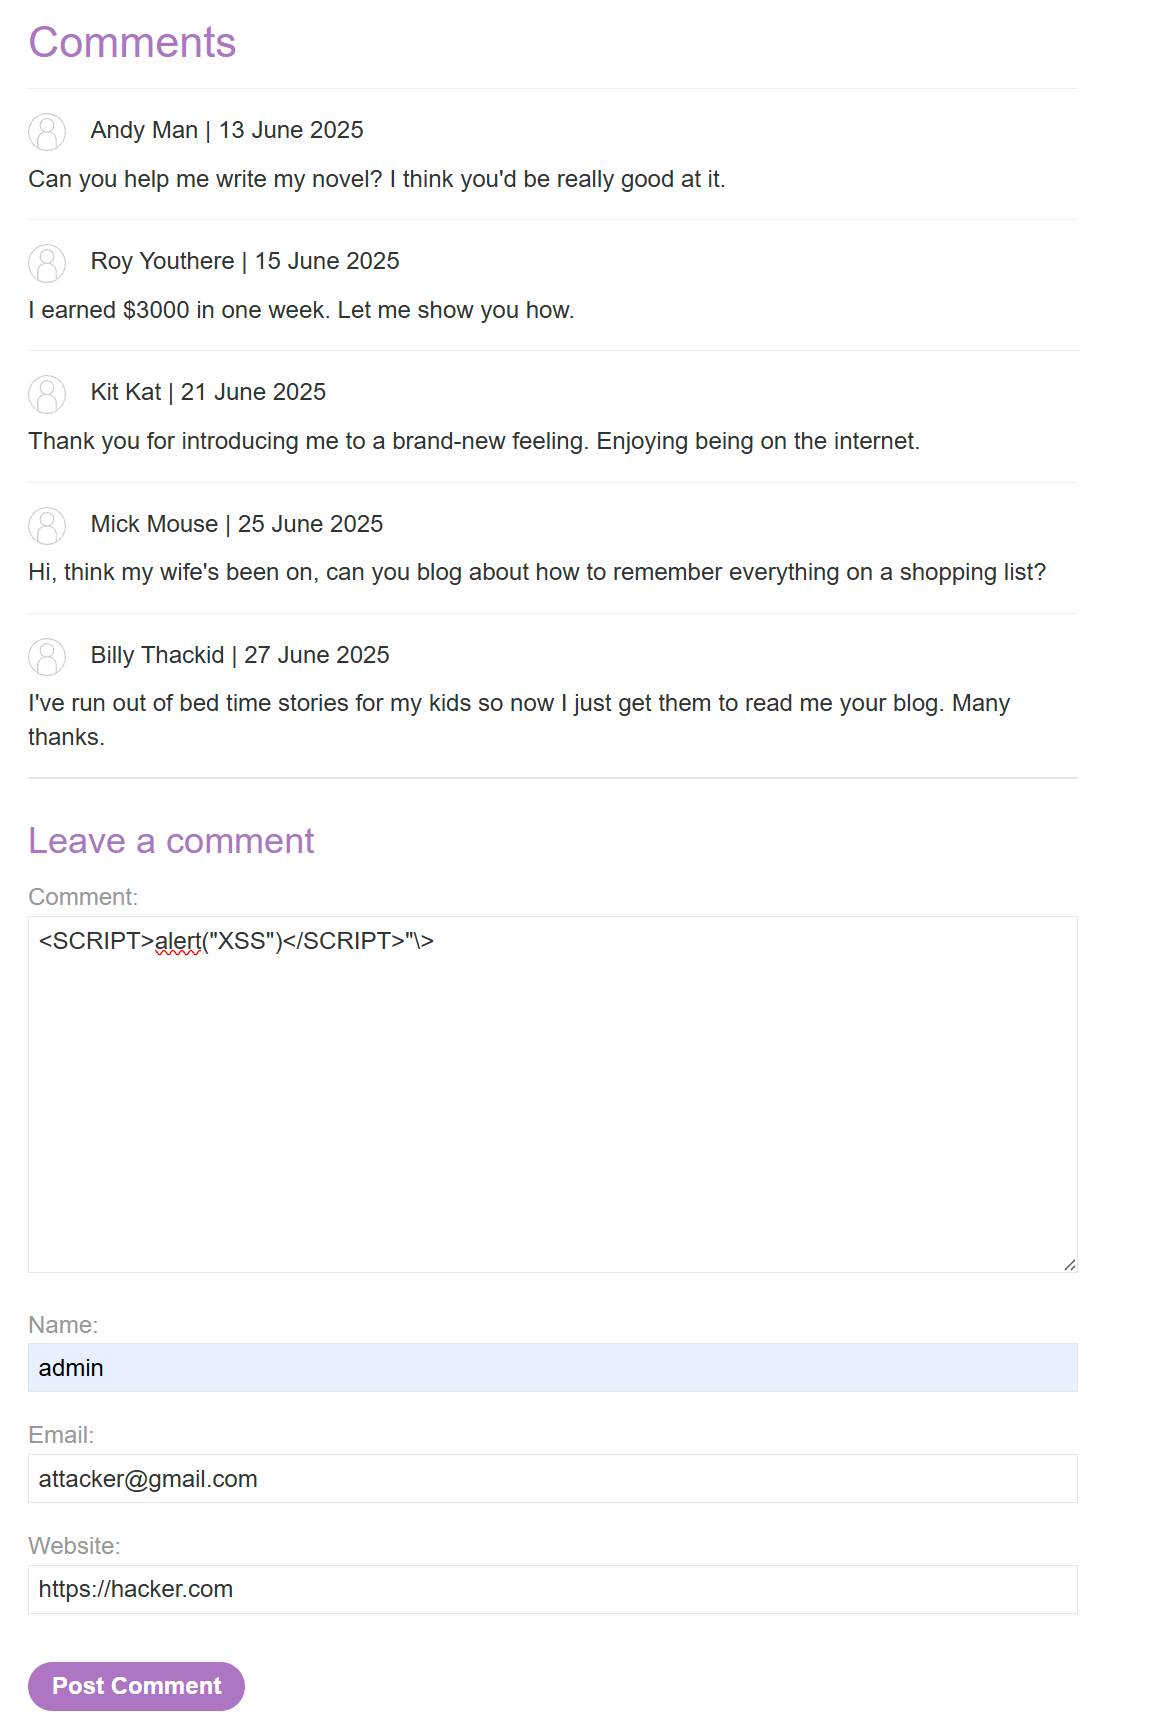 Comments
Andy Man | 13 June 2025
Can you help me write my novel? I think you'd be really good at it.
Roy Youthere | 15 June 2025
I earned $3000 in one week. Let me show you how.
Kit Kat | 21 June 2025
Thank you for introducing me to a brand-new feeling. Enjoying being on the internet.
Mick Mouse | 25 June 2025
Hi, think my wife's been on, can you blog about how to remember everything on a shopping list?
Billy Thackid | 27 June 2025
I've run out of bed time stories for my kids so now I just get them to read me your blog. Many
thanks.
Leave a comment
Comment:
<SCRIPT>alert("XSS")</SCRIPT>"\>
Name:
admin
Email:
attacker@gmail.com
Website:
https://hacker.com
Post Comment